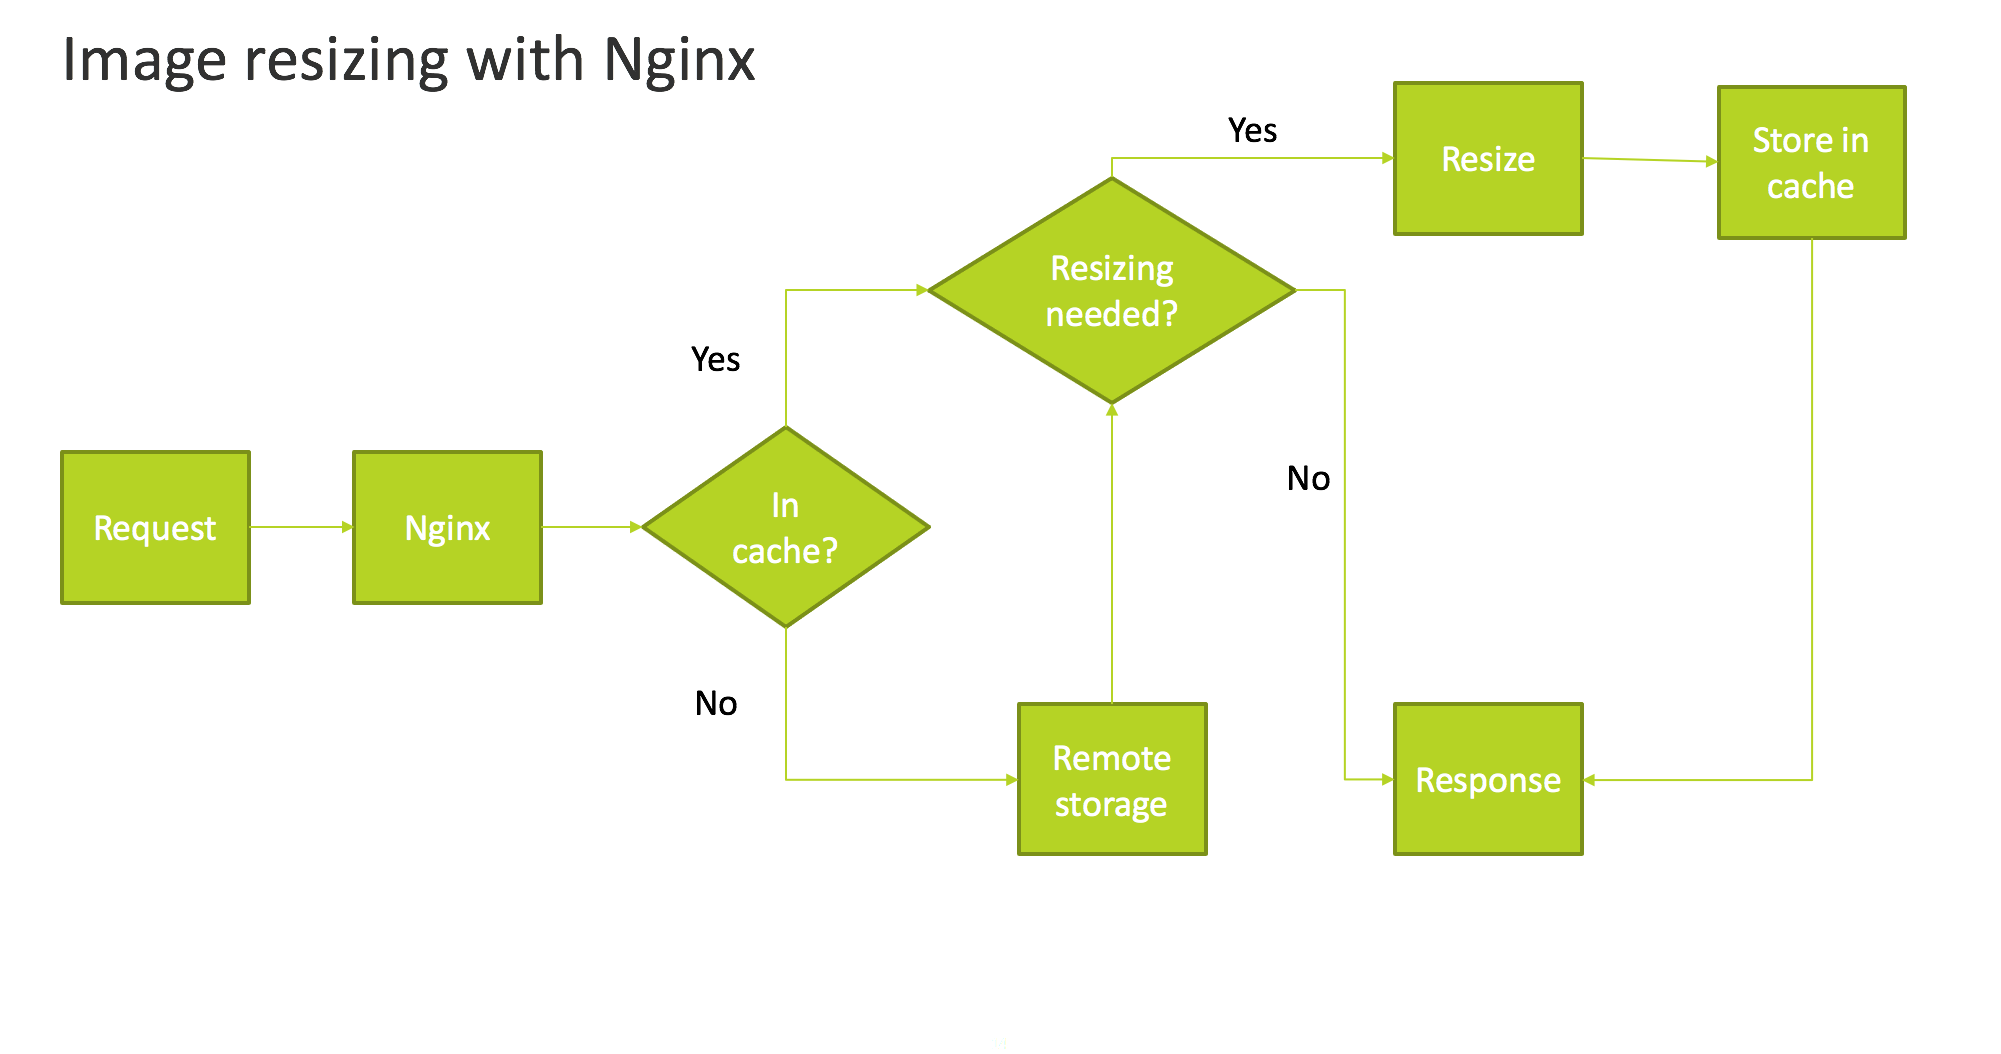 Image resizing with Nginx
Yes
Resize
Store in
cache
Resizing
needed?
Yes
No
Request
Nginx
In
cache?
No
Remote
storage
Response